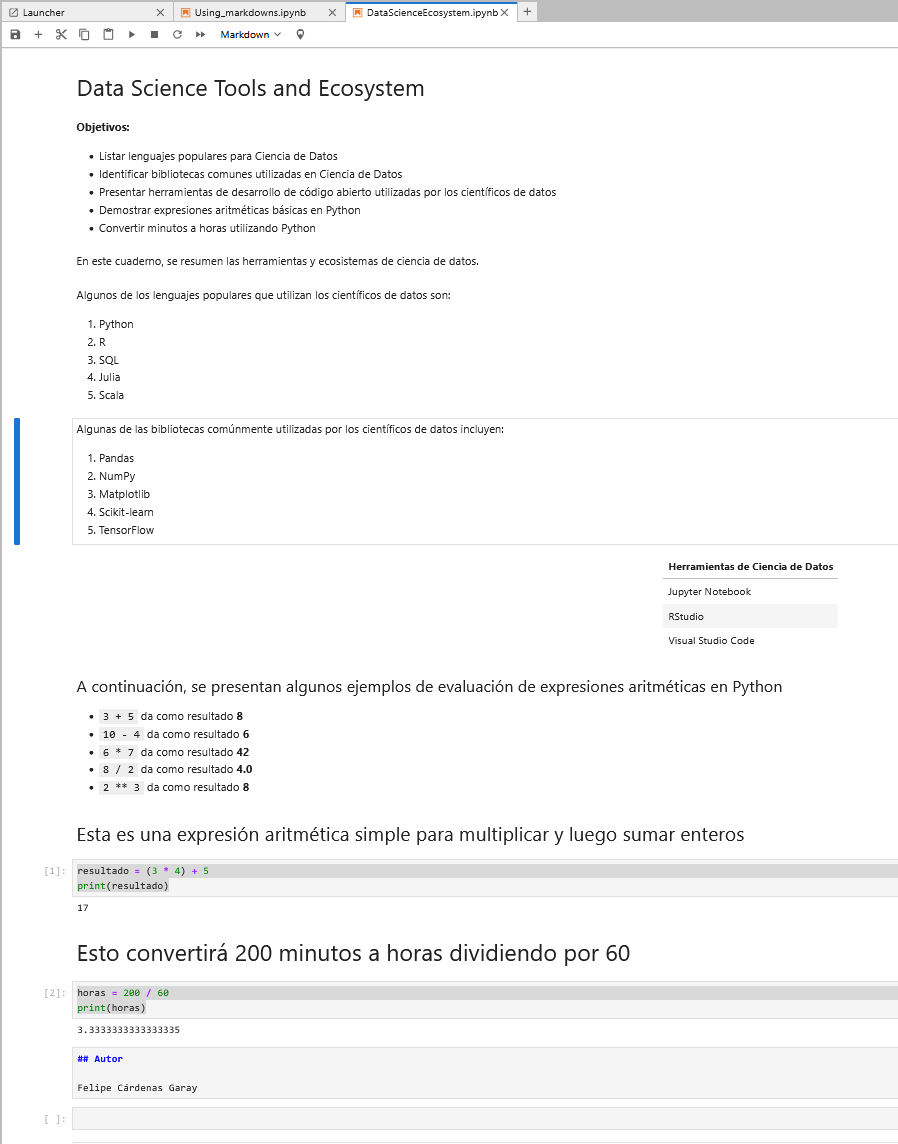 Launcher
Using_markdowns.ipynb
DataScienceEcosystem.ipynb
Markdown
Data Science Tools and Ecosystem
Objetivos:
• Listar lenguajes populares para Ciencia de Datos
• Identificar bibliotecas comunes utilizadas en Ciencia de Datos
• Presentar herramientas de desarrollo de código abierto utilizadas por los científicos de datos
• Demostrar expresiones aritméticas básicas en Python
• Convertir minutos a horas utilizando Python
En este cuaderno, se resumen las herramientas y ecosistemas de ciencia de datos.
Algunos de los lenguajes populares que utilizan los científicos de datos son:
1. Python
2. R
3. SQL
4. Julia
5. Scala
Algunas de las bibliotecas comúnmente utilizadas por los científicos de datos incluyen:
1. Pandas
2. NumPy
3. Matplotlib
4. Scikit-learn
5. TensorFlow
Herramientas de Ciencia de Datos
Jupyter Notebook
RStudio
Visual Studio Code
A continuación, se presentan algunos ejemplos de evaluación de expresiones aritméticas en Python
• 3 + 5 da como resultado 8
• 10 - 4 da como resultado 6
• 6 * 7 da como resultado 42
• 8 / 2 da como resultado 4.0
• 2 ** 3 da como resultado 8
Esta es una expresión aritmética simple para multiplicar y luego sumar enteros
[1]: resultado = (3 * 4) + 5
print(resultado)
17
Esto convertirá 200 minutos a horas dividiendo por 60
[2]: horas = 200 / 60
print(horas)
3.3333333333333335
## Autor
Felipe Cárdenas Garay
[ ]: